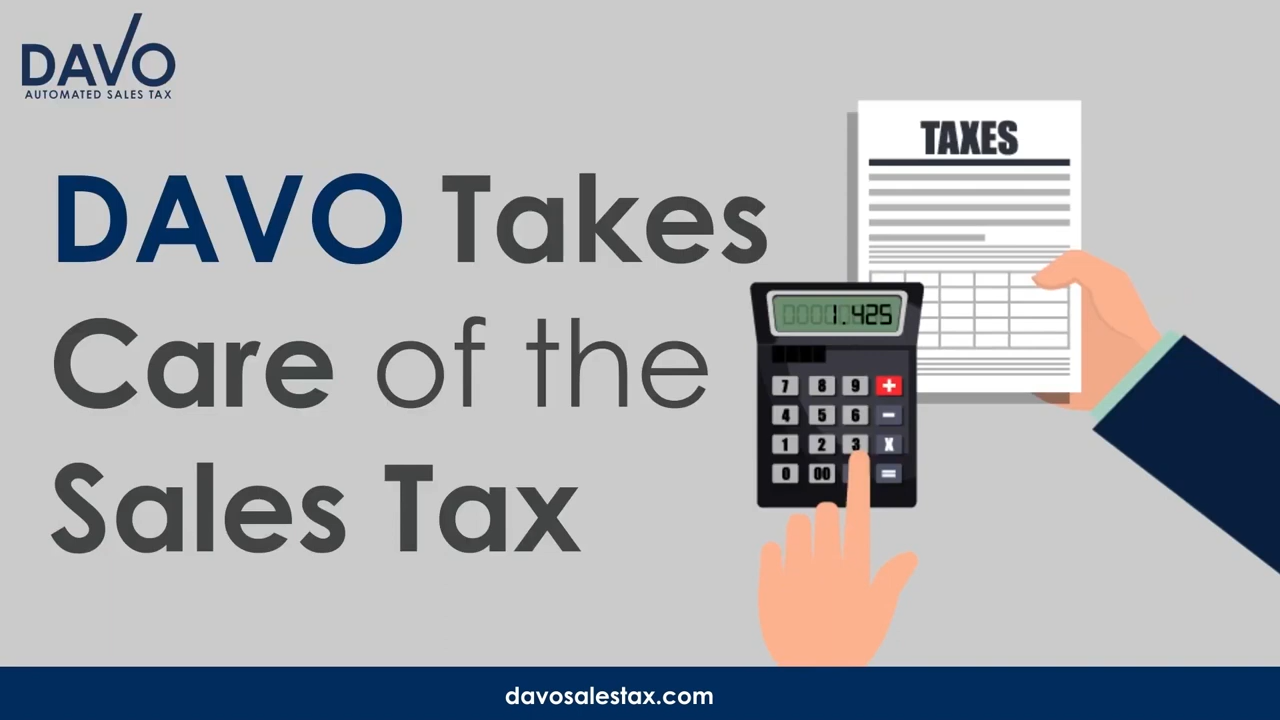 DAVO
AUTOMATED SALES TAX
DAVO Takes
Care of the
Sales Tax
TAXES
00001.425
7 8 9 +
4 5 6 -
1 2 3 X
0 00 =
davosalestax.com